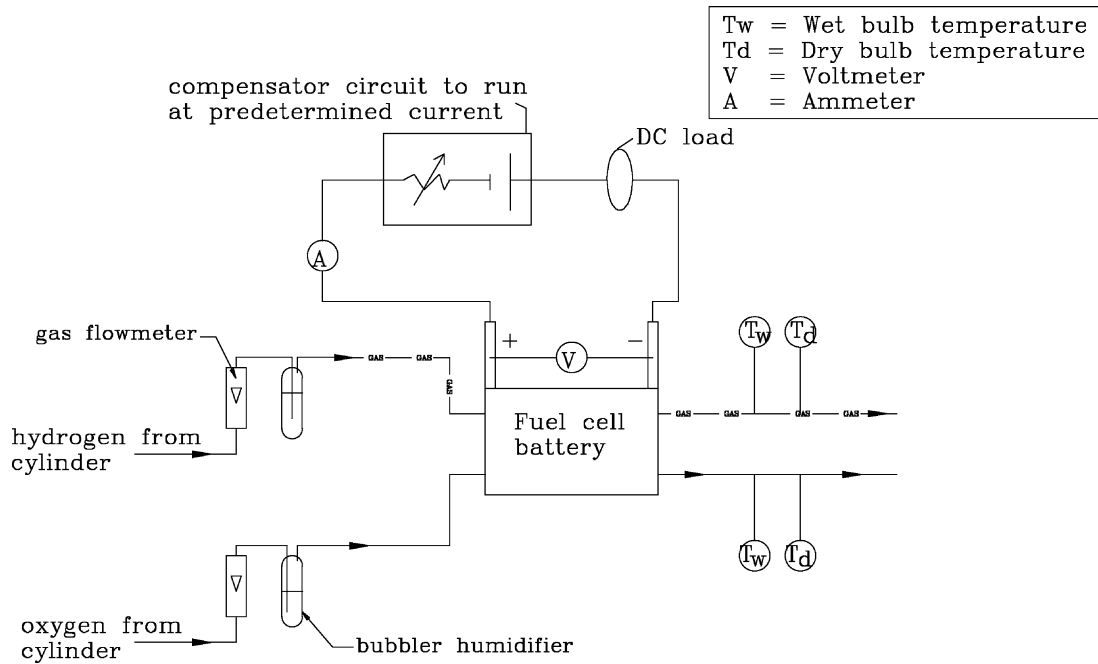 Tw = Wet bulb temperature
Td = Dry bulb temperature
V = Voltmeter
A = Ammeter
compensator circuit to run
at predetermined current
DC load
A
gas flowmeter
+
V
−
Tw
Td
GAS
GAS
GAS
GAS
GAS
GAS
GAS
Fuel cell
battery
hydrogen from
cylinder
Tw
Td
oxygen from
cylinder
bubbler humidifier